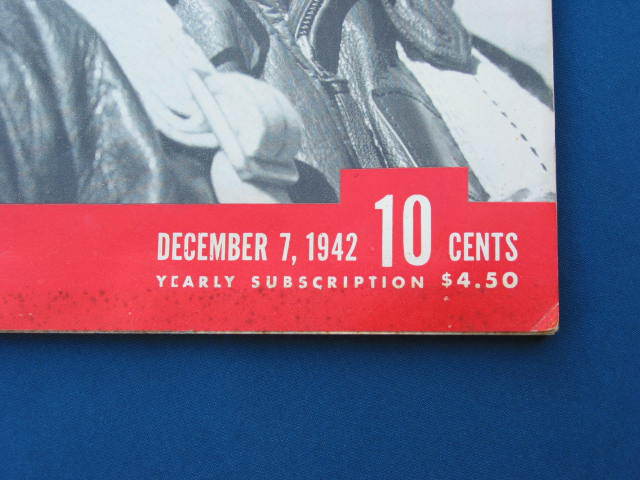 DECEMBER 7, 1942 10 CENTS
YEARLY SUBSCRIPTION $4.50